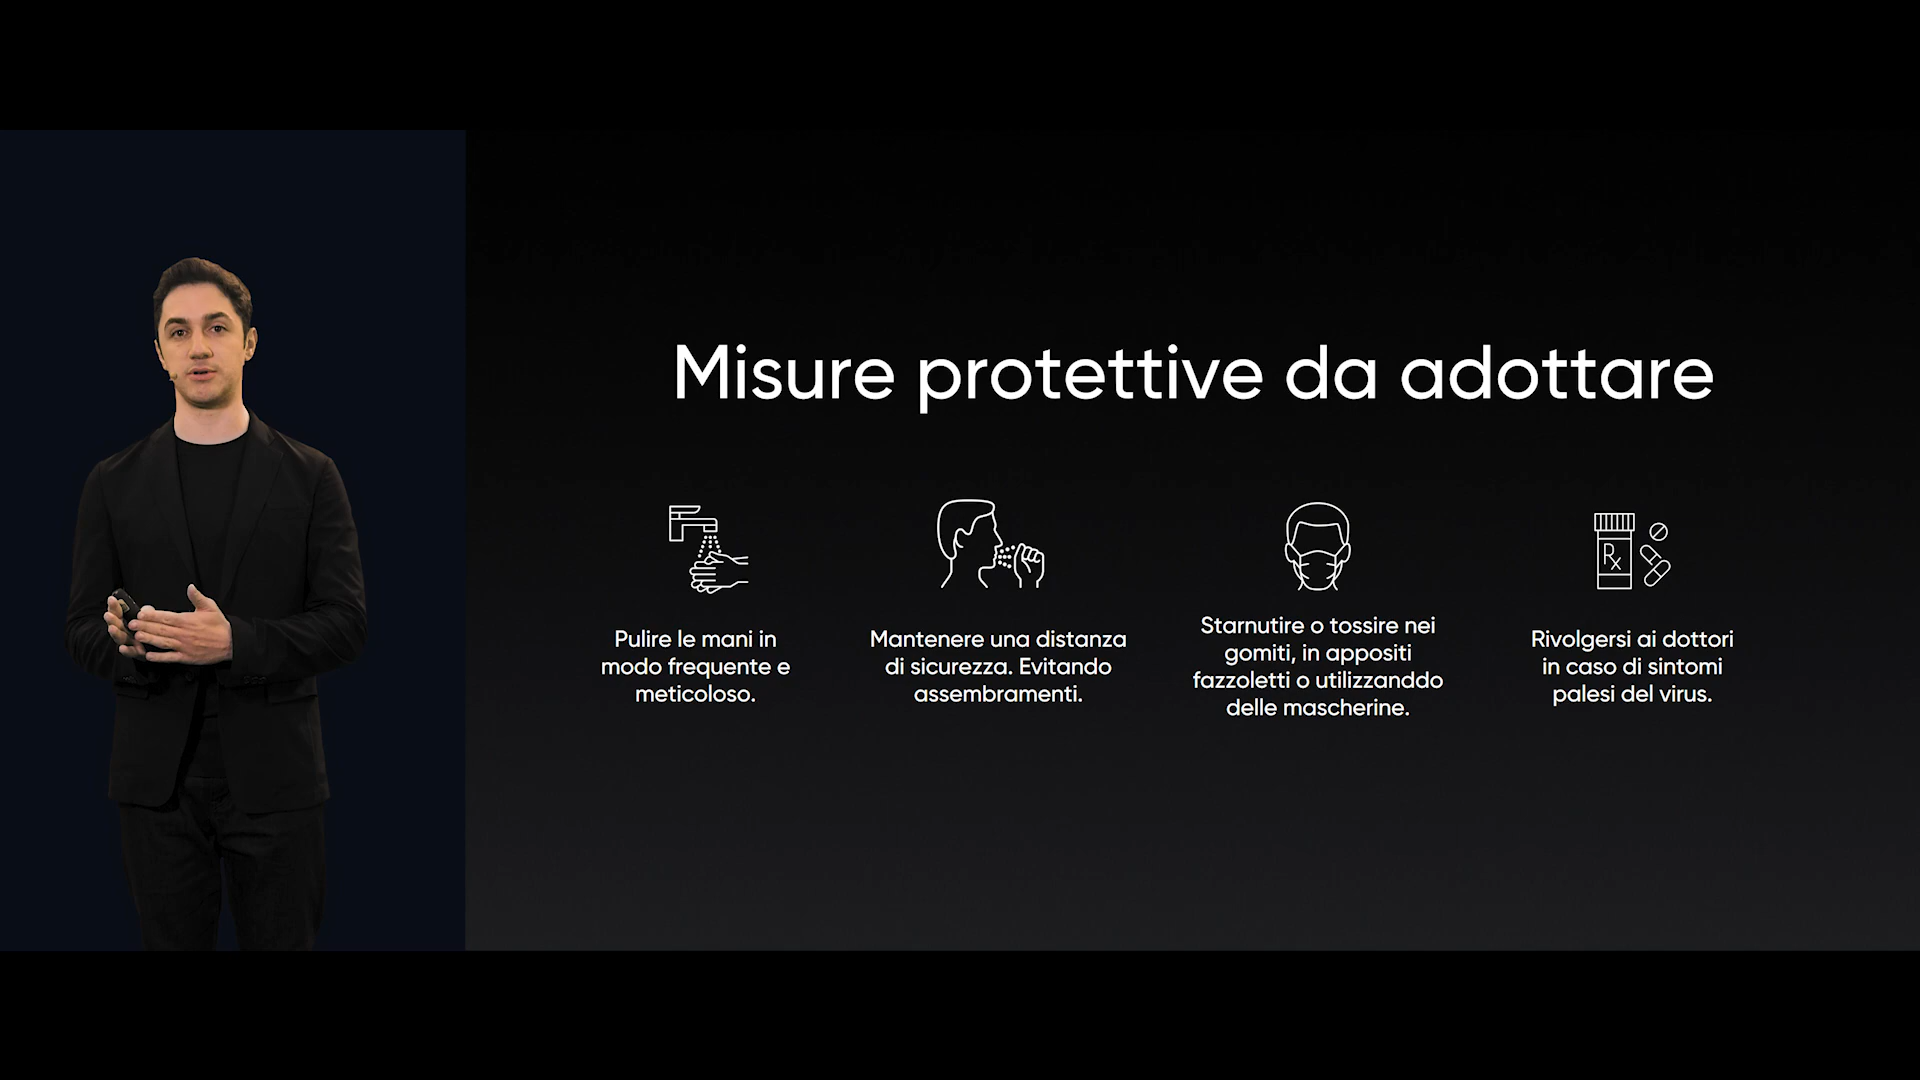 Misure protettive da adottare
Pulire le mani in
modo frequente e
meticoloso.
Mantenere una distanza
di sicurezza. Evitando
assembramenti.
Starnutire o tossire nei
gomiti, in appositi
fazzoletti o utilizzanddo
delle mascherine.
Rivolgersi ai dottori
in caso di sintomi
palesi del virus.
Rx